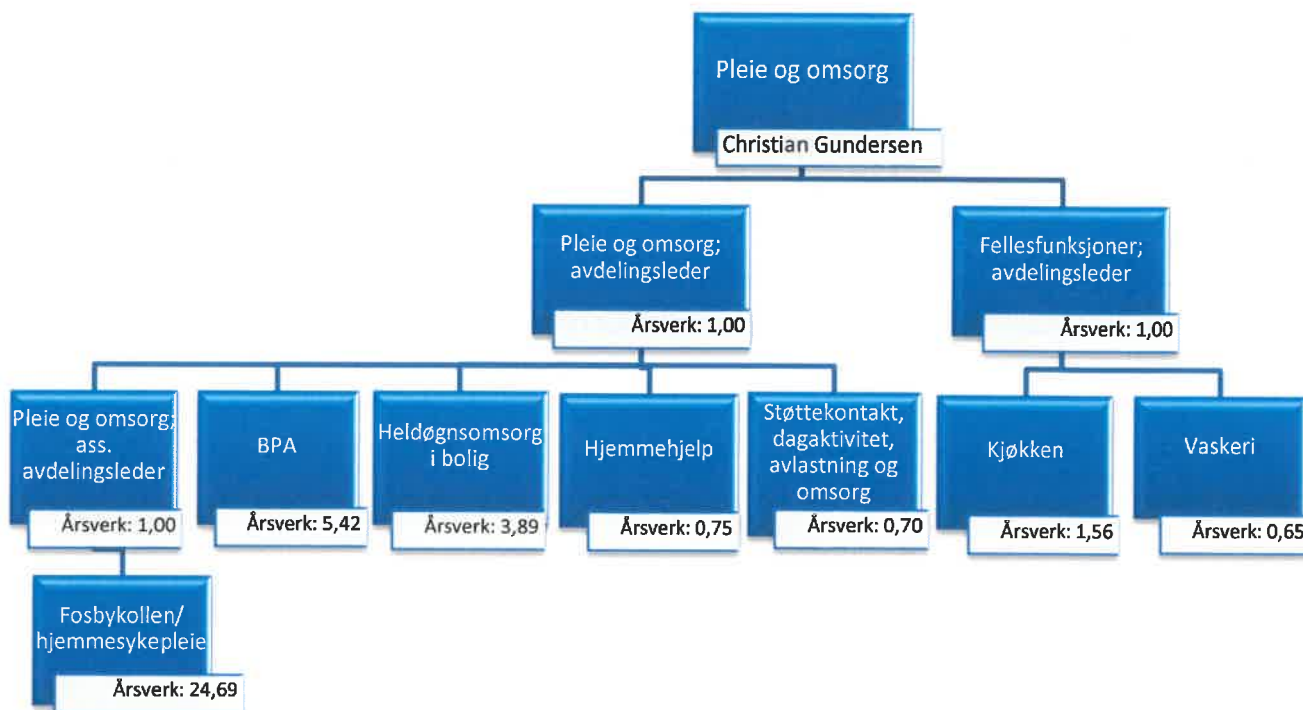 Pleie og omsorg
Christian Gundersen
Pleie og omsorg;
avdelingsleder
Årsverk: 1,00
Fellesfunksjoner;
avdelingsleder
Årsverk: 1,00
Pleie og omsorg;
ass.
avdelingsleder
Årsverk: 1,00
BPA
Årsverk: 5,42
Heldøgnsomsorg
i bolig
Årsverk: 3,89
Hjemmehjelp
Årsverk: 0,75
Støttekontakt,
dagaktivitet,
avlastning og
omsorg
Årsverk: 0,70
Kjøkken
Årsverk: 1,56
Vaskeri
Årsverk: 0,65
Fosbykollen/
hjemmesykepleie
Årsverk: 24,69